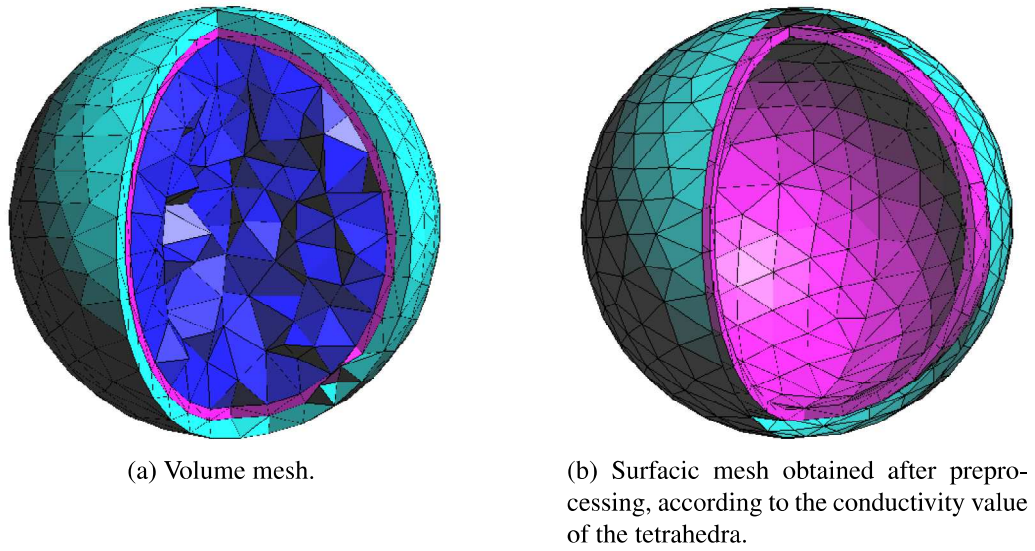 (a) Volume mesh.
(b) Surfacic mesh obtained after prepro-
cessing, according to the conductivity value
of the tetrahedra.